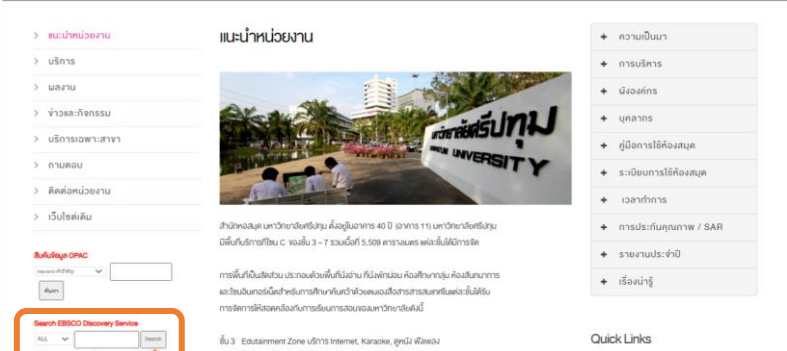 แนะนำหน่วยงาน
บริการ
ผลงาน
ข่าวและกิจกรรม
บริการเฉพาะสาขา
ถามตอบ
ติดต่อหน่วยงาน
เว็บไซต์เดิม
สืบค้นข้อมูล OPAC
ค้นหา
Search EBSCO Discovery Service
ALL
Search
แนะนำหน่วยงาน
มหาวิทยาลัยศรีปทุม
SRIPATUM UNIVERSITY
สำนักหอสมุด มหาวิทยาลัยศรีปทุม ตั้งอยู่ในอาคาร 40 ปี (อาคาร 11) มหาวิทยาลัยศรีปทุม
มีพื้นที่บริการที่โซน C ของชั้น 3 – 7 รวมเนื้อที่ 5,509 ตารางเมตร แต่ละชั้นได้มีการจัด
การพื้นที่เป็นสัดส่วน ประกอบด้วยพื้นที่นั่งอ่าน ที่นั่งพักผ่อน ห้องศึกษากลุ่ม ห้องสัมมนาการ
และโซนอินเทอร์เน็ตสำหรับการศึกษาค้นคว้าด้วยตนเองสื่อสารสารสนเทศในแต่ละชั้นได้รับ
การจัดการให้สอดคล้องกับการเรียนการสอนของมหาวิทยาลัยดังนี้
ชั้น 3 Edutainment Zone บริการ Internet, Karaoke, ดูหนัง ฟังเพลง
ความเป็นมา
การบริหาร
ผังองค์กร
บุคลากร
คู่มือการใช้ห้องสมุด
ระเบียบการใช้ห้องสมุด
เวลาทำการ
การประกันคุณภาพ / SAR
รายงานประจำปี
เรื่องน่ารู้
Quick Links